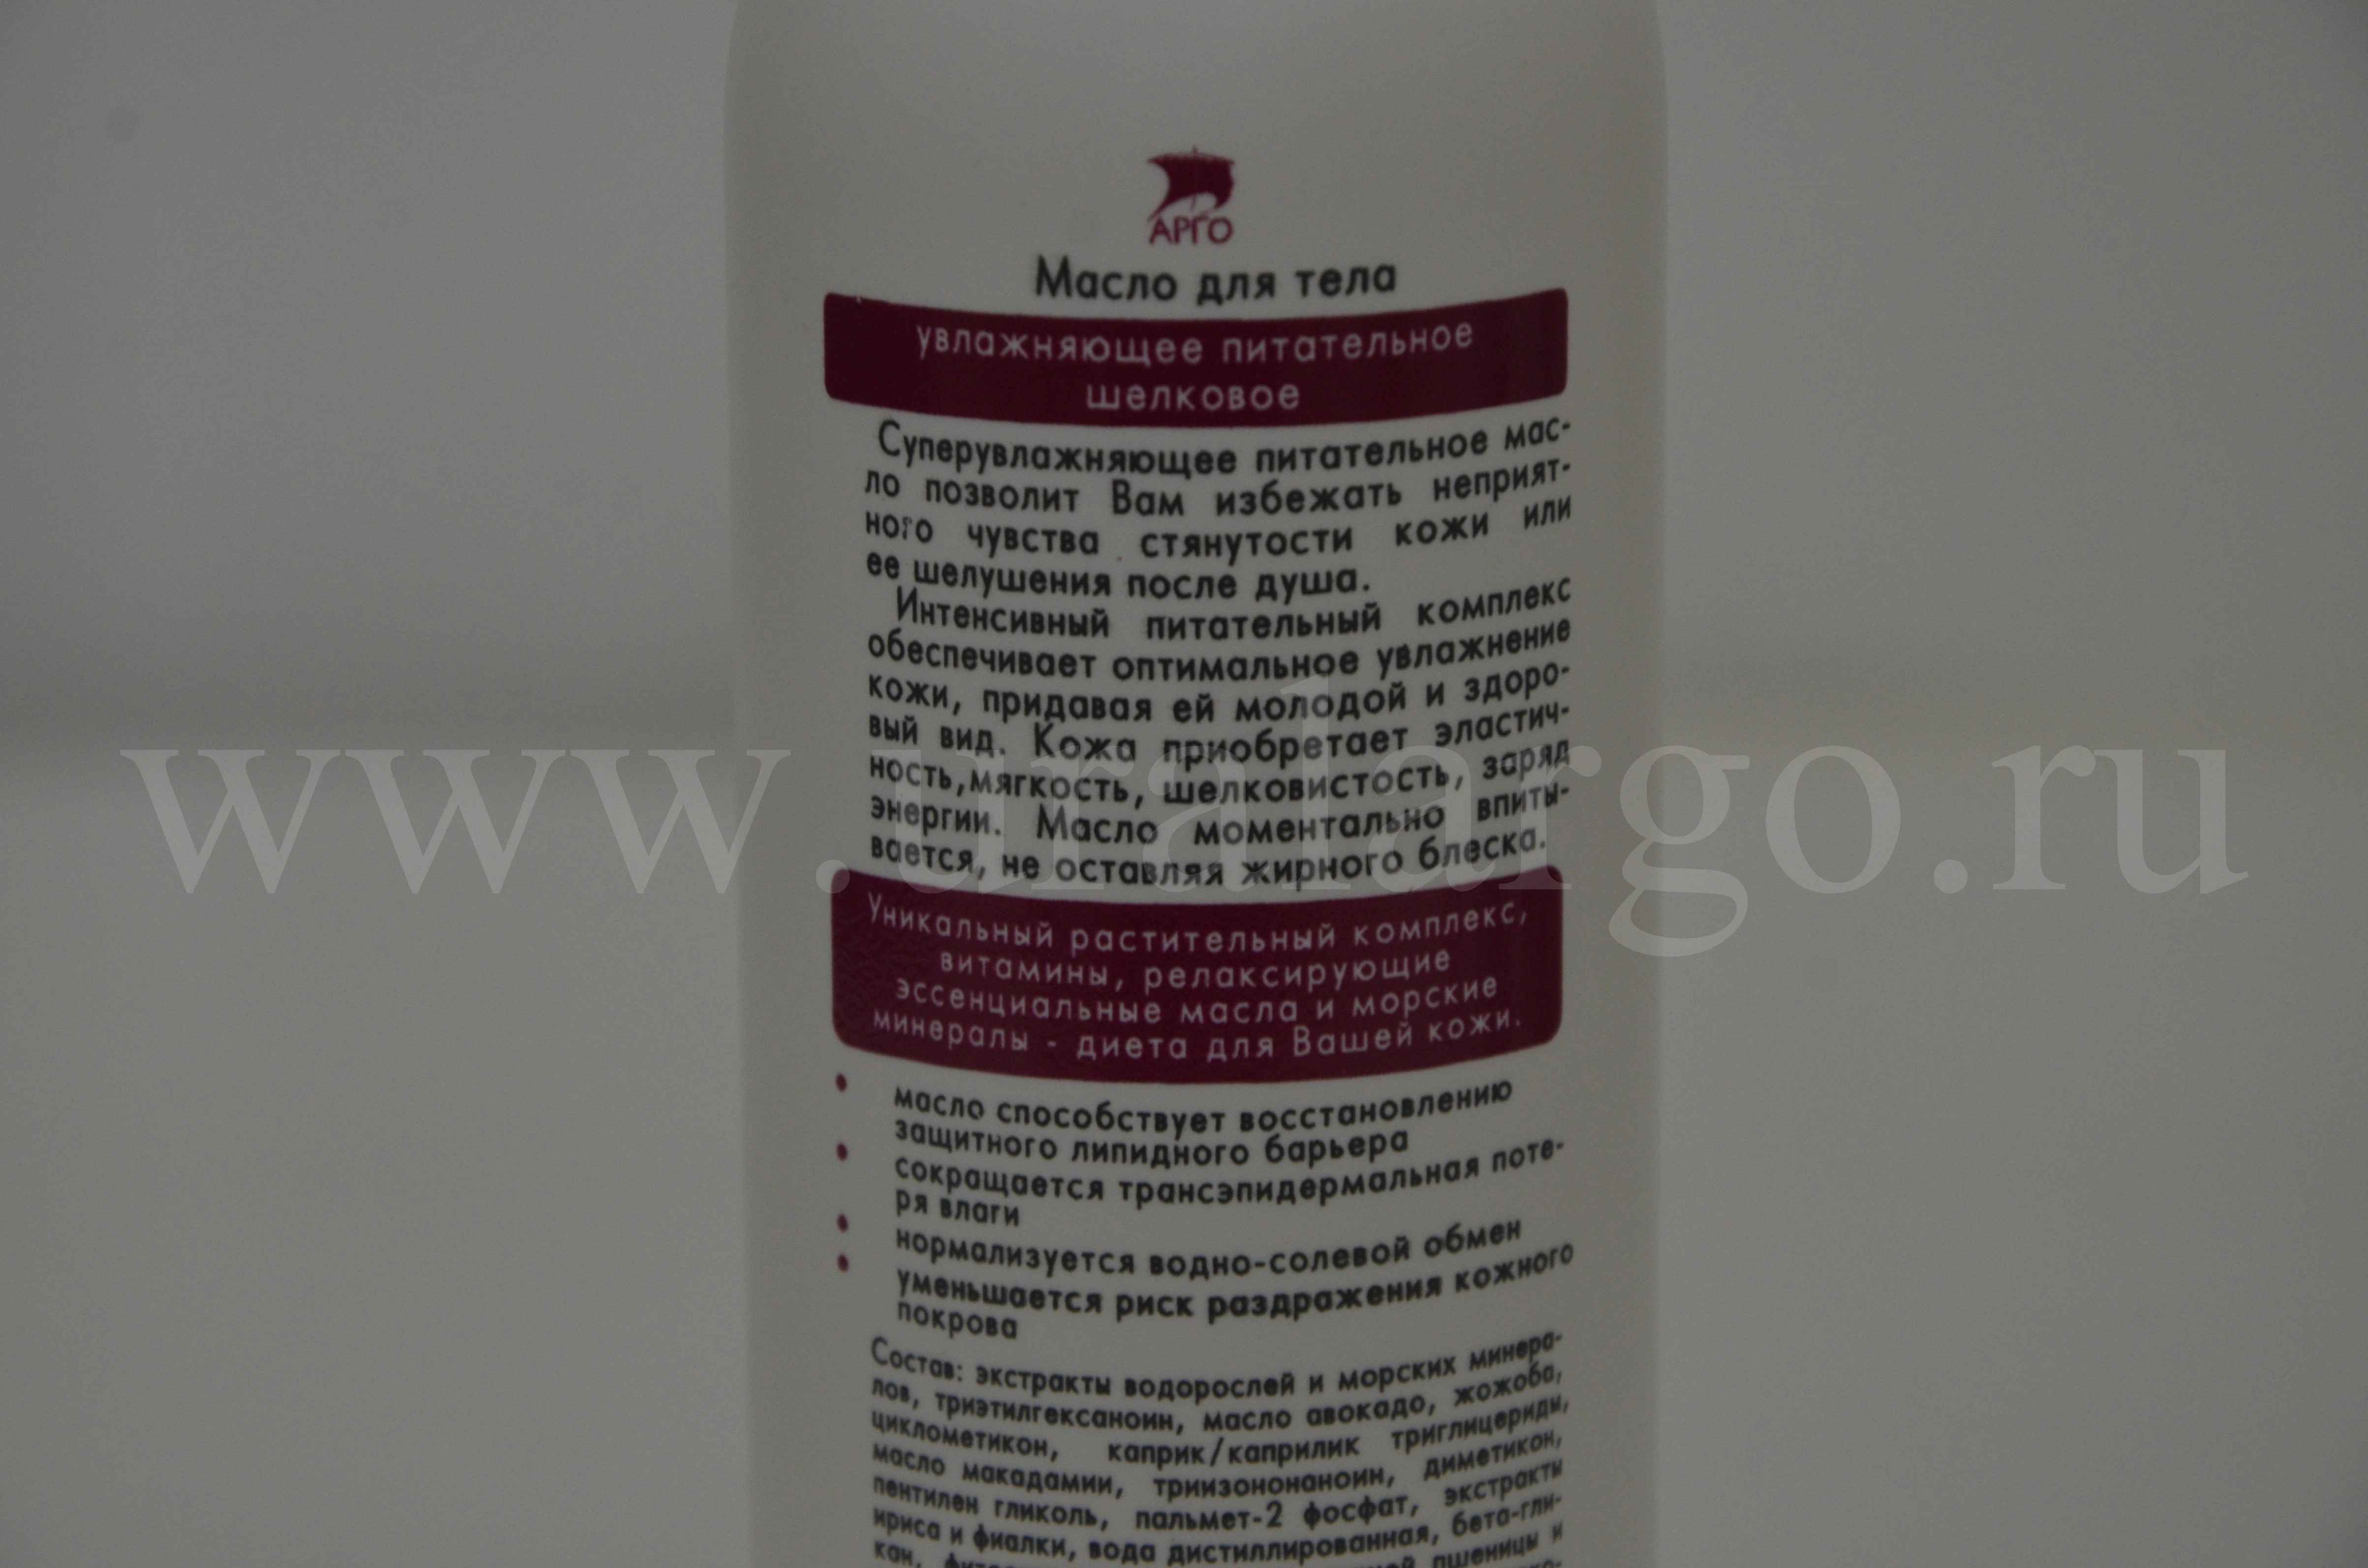 АРГО
Масло для тела
увлажняющее питательное
шелковое
Суперувлажняющее питательное мас-
ло позволит Вам избежать неприят-
ного чувства стянутости кожи или
ее шелушения после душа.
Интенсивный питательный комплекс
обеспечивает оптимальное увлажнение
кожи, придавая ей молодой и здоро-
вый вид. Кожа приобретает эластич-
ность,мягкость, шелковистость, заряд
энергии. Масло моментально впиты-
вается, не оставляя жирного блеска.
www.uralargo.ru
Уникальный растительный комплекс,
витамины, релаксирующие
эссенциальные масла и морские
минералы - диета для Вашей кожи.
• масло способствует восстановлению
защитного липидного барьера
• сокращается трансэпидермальная поте-
ря влаги
• нормализуется водно-солевой обмен
• уменьшается риск раздражения кожного
покрова
Состав: экстракты водорослей и морских минера-
лов, триэтилгексаноин, масло авокадо, жожоба,
циклометикон, каприк/каприлик триглицериды,
масло макадамии, триизононаноин, диметикон,
пентилен гликоль, пальмет-2 фосфат, экстракты
ириса и фиалки, вода дистиллированная, бета-гли-
кан, пшеницы и